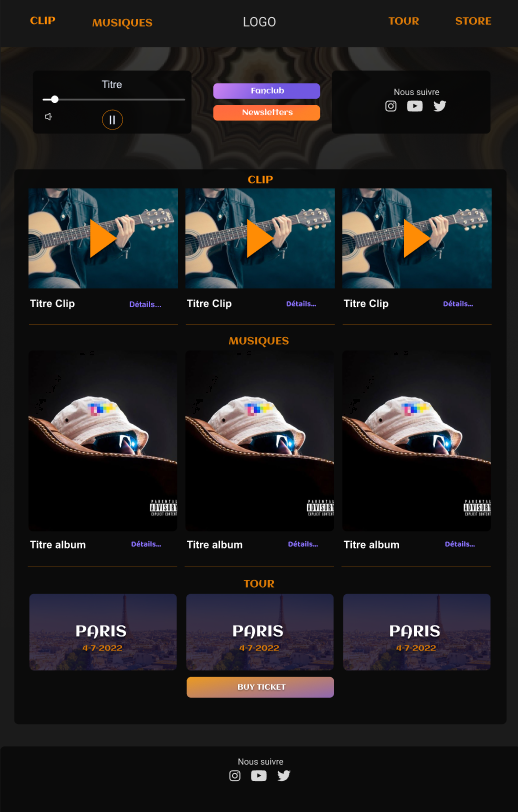 CLIP
MUSIQUES
LOGO
TOUR
STORE
Titre
Fanclub
Newsletters
Nous suivre
CLIP
Titre Clip
Détails...
Titre Clip
Détails...
Titre Clip
Détails...
MUSIQUES
PARENTAL
ADVISORY
EXPLICIT CONTENT
PARENTAL
ADVISORY
EXPLICIT CONTENT
PARENTAL
ADVISORY
EXPLICIT CONTENT
Titre album
Détails...
Titre album
Détails...
Titre album
Détails...
TOUR
PARIS
4-7-2022
PARIS
4-7-2022
PARIS
4-7-2022
BUY TICKET
Nous suivre